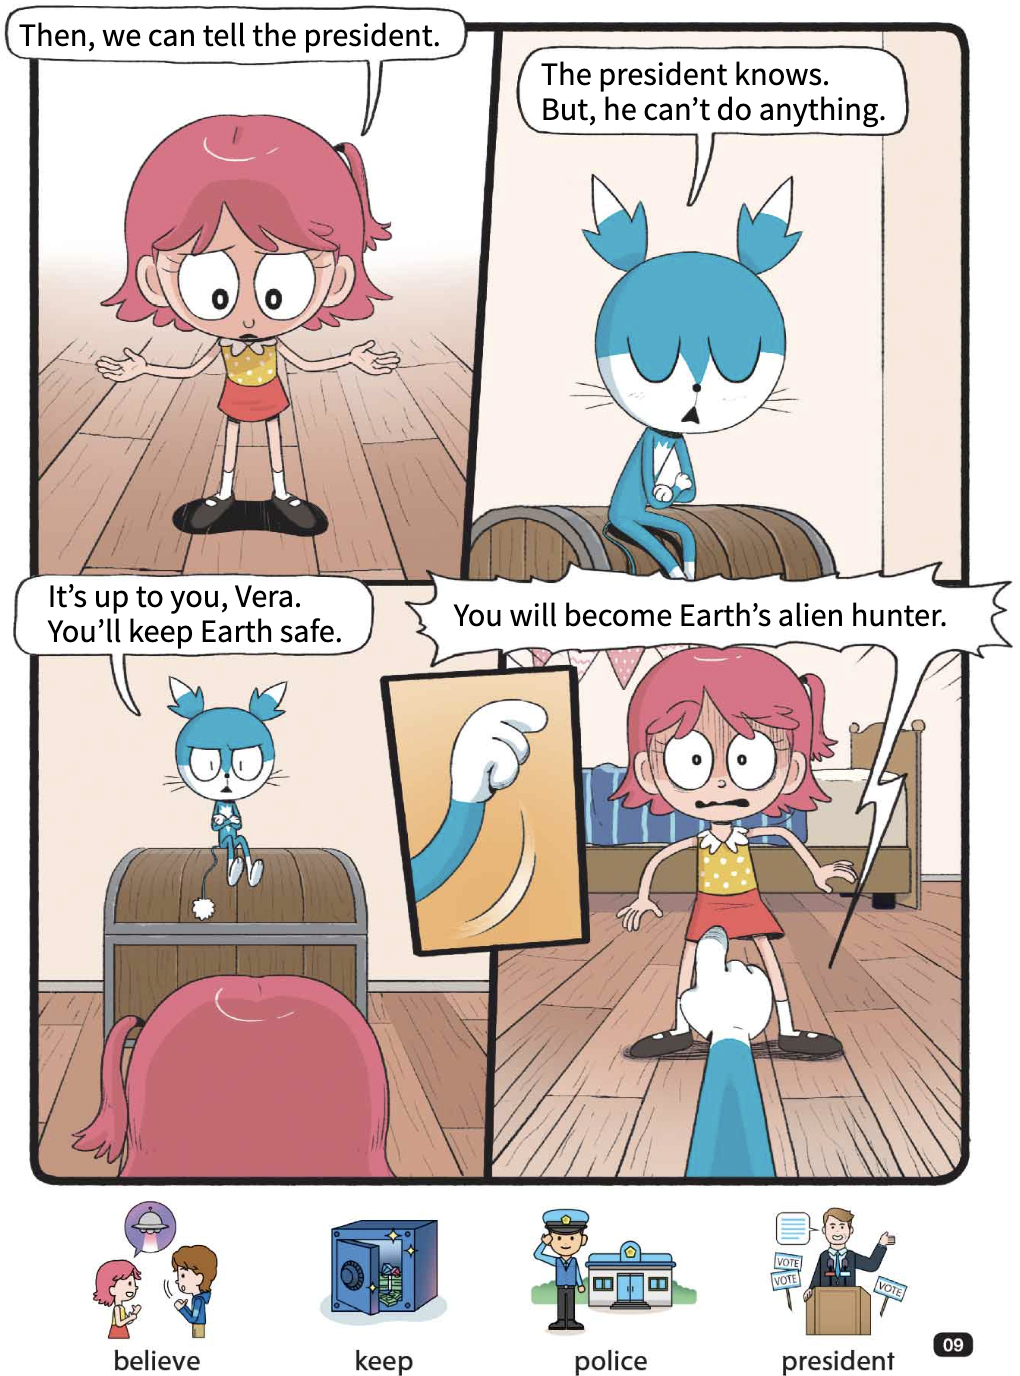 Then, we can tell the president.
The president knows.
But, he can’t do anything.
It’s up to you, Vera.
You’ll keep Earth safe.
You will become Earth’s alien hunter.
VOTE
VOTE
VOTE
believe
keep
police
president
09